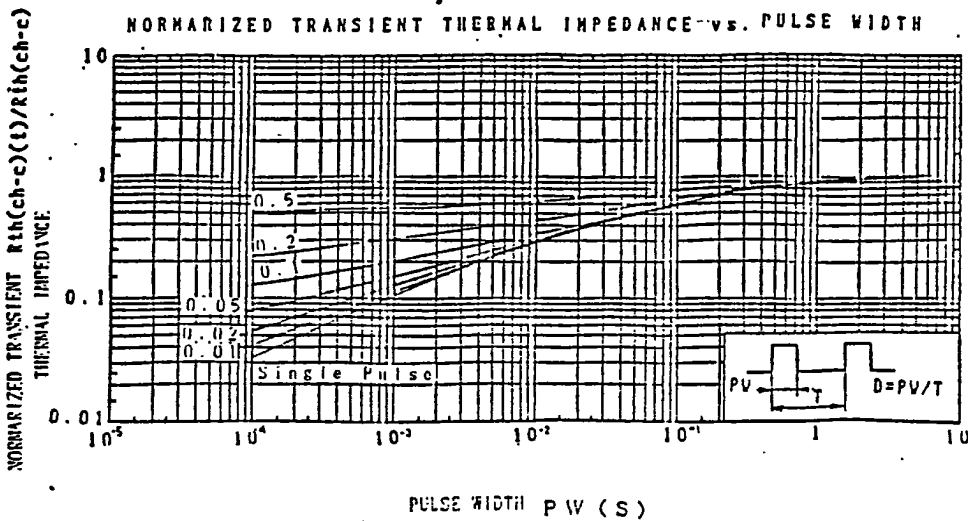 NORMARIZED TRANSIENT THERMAL IMPEDANCE vs. PULSE WIDTH
NORMARIZED TRANSIENT Rth(ch-c)(t)/Rth(ch-c)
THERMAL IMPEDANCE
10
1
0.1
0.01
0.5
0.2
0.1
0.05
0.02
0.01
Single Pulse
PW
T
D=PW/T
10⁻⁵ 10⁻⁴ 10⁻³ 10⁻² 10⁻¹ 1 10
PULSE WIDTH PW (S)